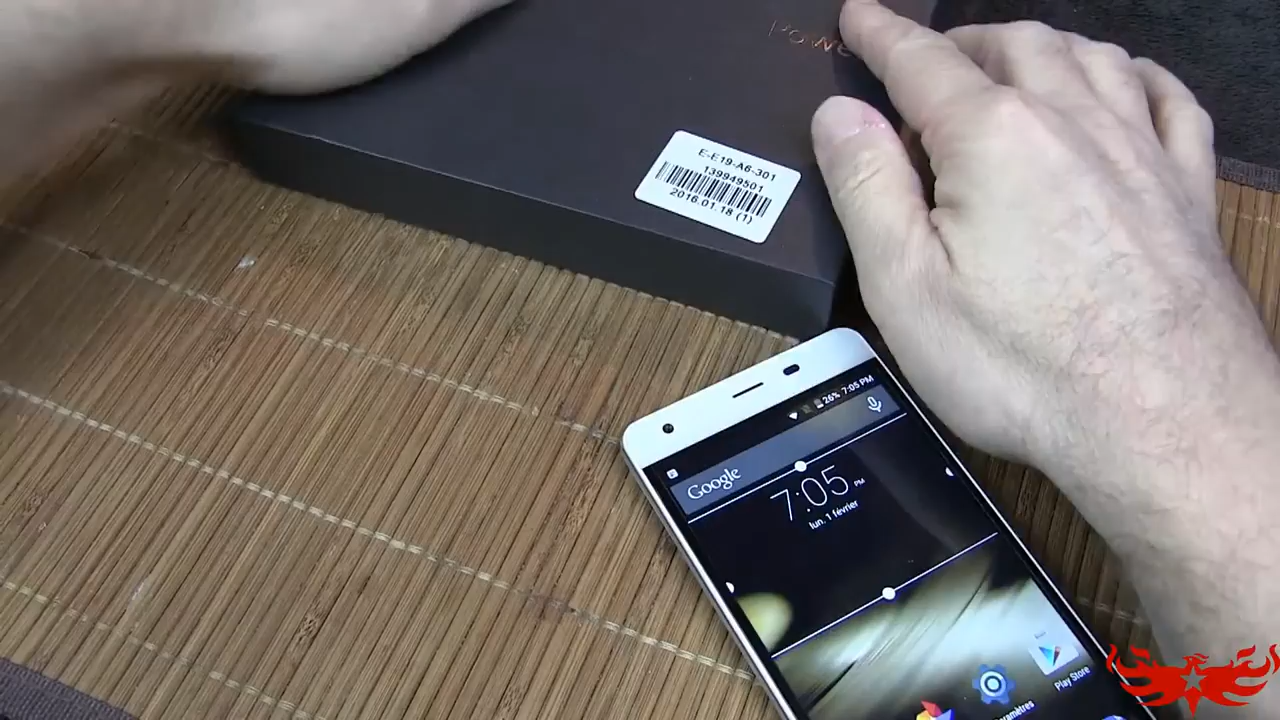 E-E19-A6-301
139949501
2016.01.18 (1)
26% 7:05 PM
Google
7:05 PM
lun. 1 février
Play Store